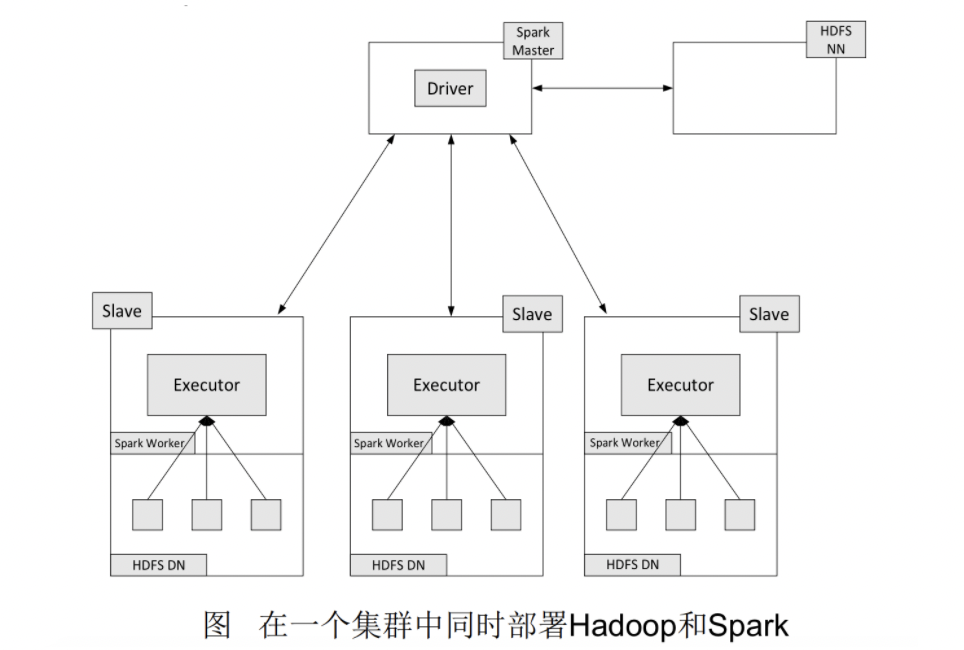 Spark
Master
HDFS
NN
Driver
Slave
Slave
Slave
Executor
Executor
Executor
Spark Worker
Spark Worker
Spark Worker
HDFS DN
HDFS DN
HDFS DN
图 在一个集群中同时部署Hadoop和Spark